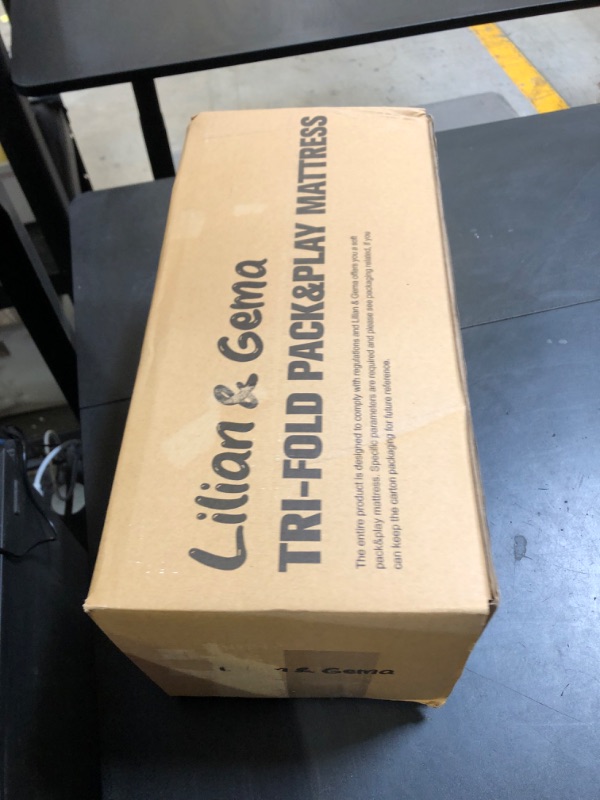 Lilian & Gema
TRI-FOLD PACK&PLAY MATTRESS
The entire product is designed to comply with regulations and Lilian & Gema offers you a soft
pack&play mattress. Specific parameters are required and please see packaging related, If you
can keep the carton packaging for future reference.
& Gema